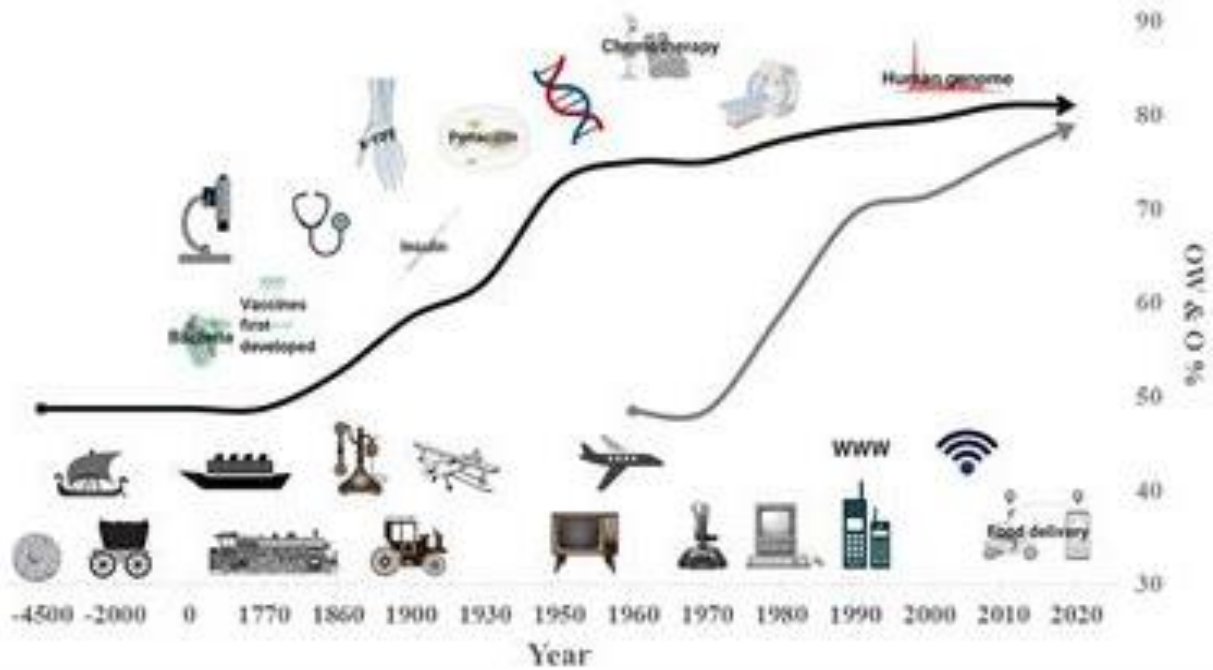 90
Chemotherapy
Human genome
80
X-ray
Penicillin
70
Insulin
OW & O %
60
Vaccines
first
developed
Bacteria
50
WWW
40
Food delivery
30
-4500 -2000 0 1770 1860 1900 1930 1950 1960 1970 1980 1990 2000 2010 2020
Year